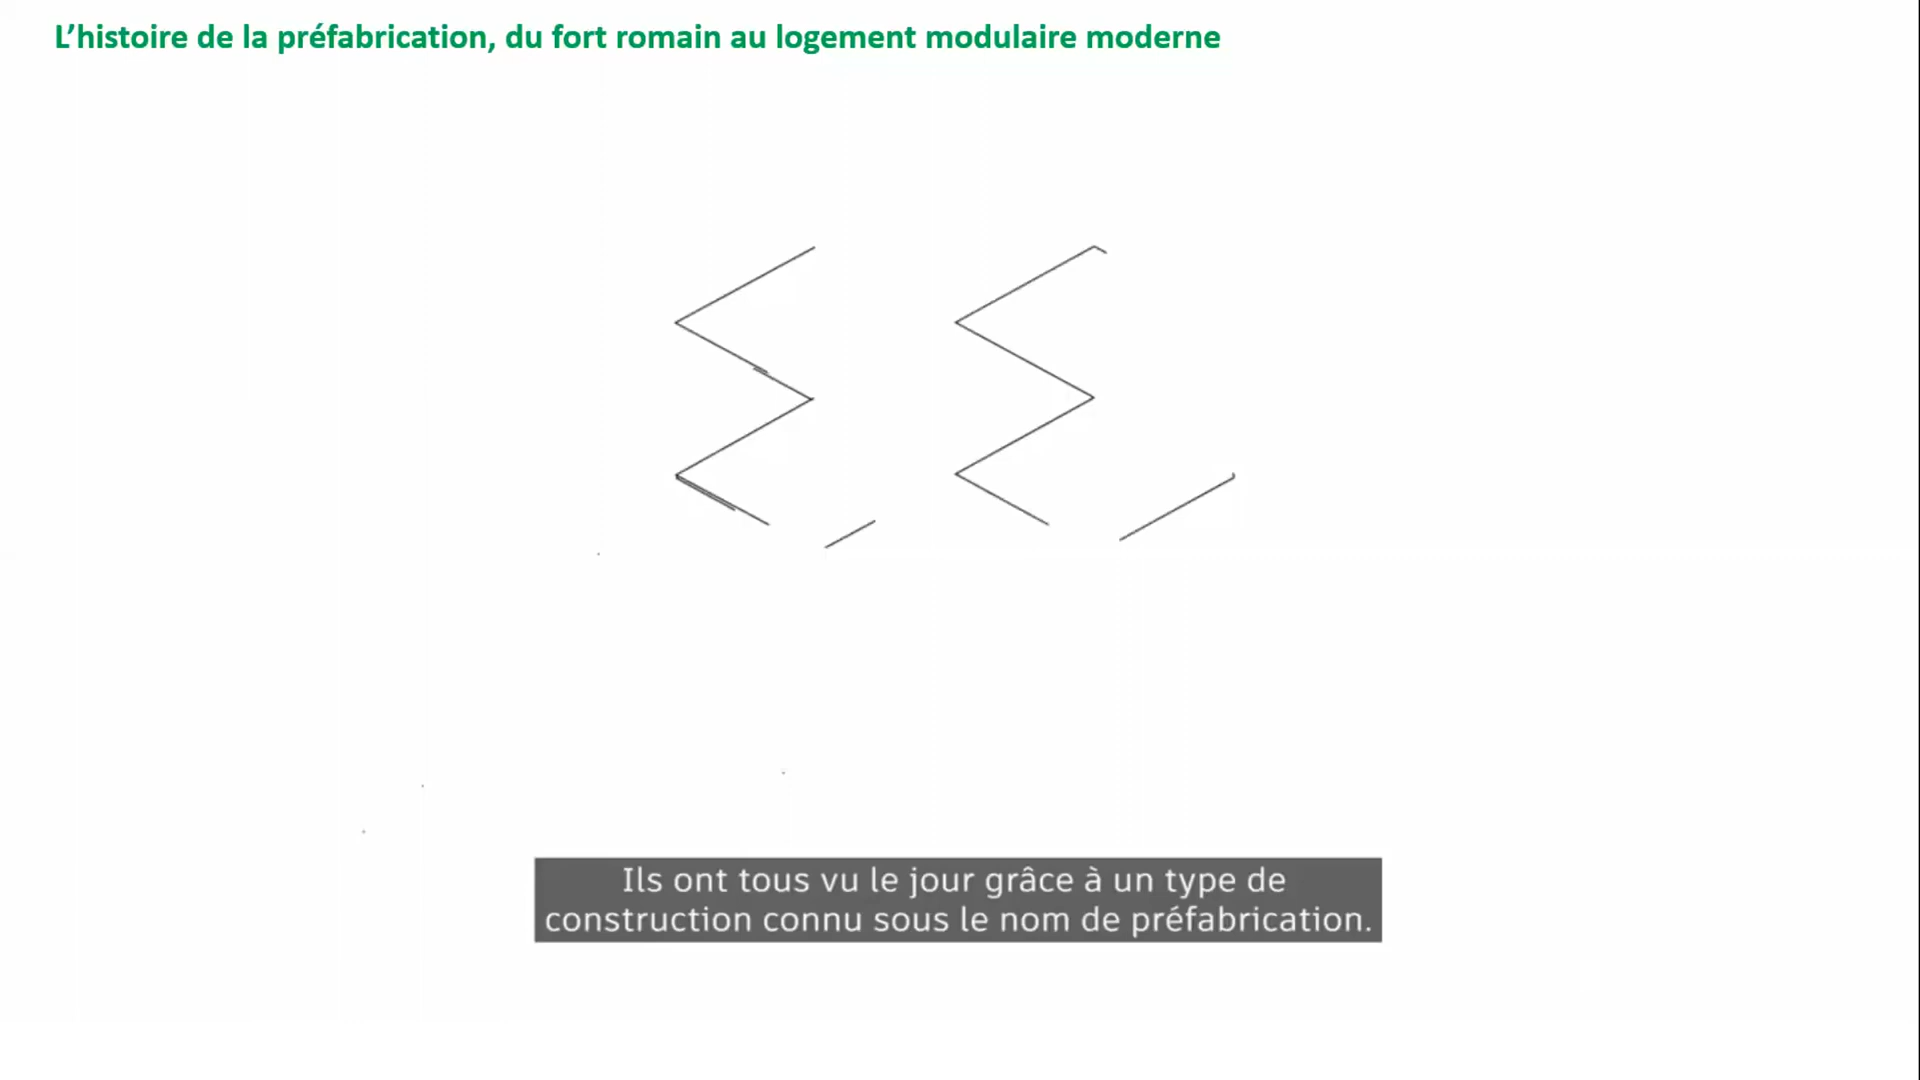 L’histoire de la préfabrication, du fort romain au logement modulaire moderne
Ils ont tous vu le jour grâce à un type de
construction connu sous le nom de préfabrication.